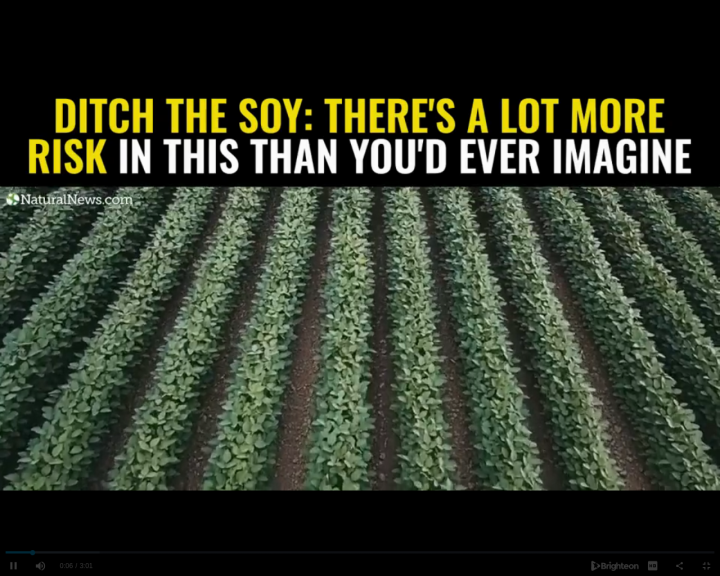 DITCH THE SOY: THERE'S A LOT MORE
RISK IN THIS THAN YOU'D EVER IMAGINE
NaturalNews.com
0:06 / 3:01
Brighteon